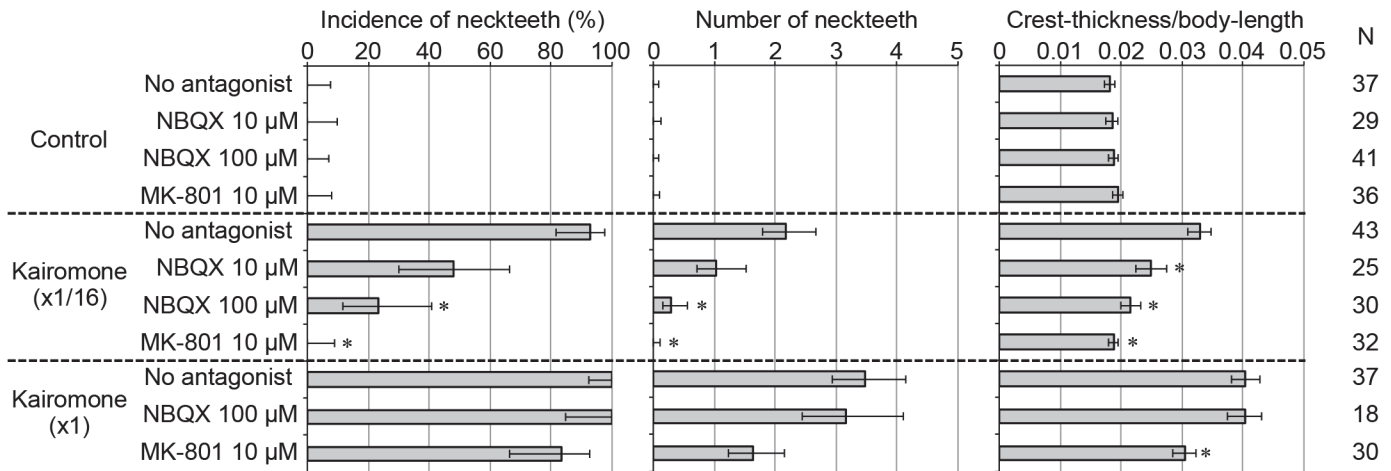 Incidence of neckteeth (%) Number of neckteeth Crest-thickness/body-length N
0 20 40 60 80 100 0 1 2 3 4 5 0 0.01 0.02 0.03 0.04 0.05
Control
No antagonist 37
NBQX 10 µM 29
NBQX 100 µM 41
MK-801 10 µM 36
Kairomone
(x1/16)
No antagonist 43
NBQX 10 µM * 25
NBQX 100 µM * * * 30
MK-801 10 µM * * * 32
Kairomone
(x1)
No antagonist 37
NBQX 100 µM 18
MK-801 10 µM * 30